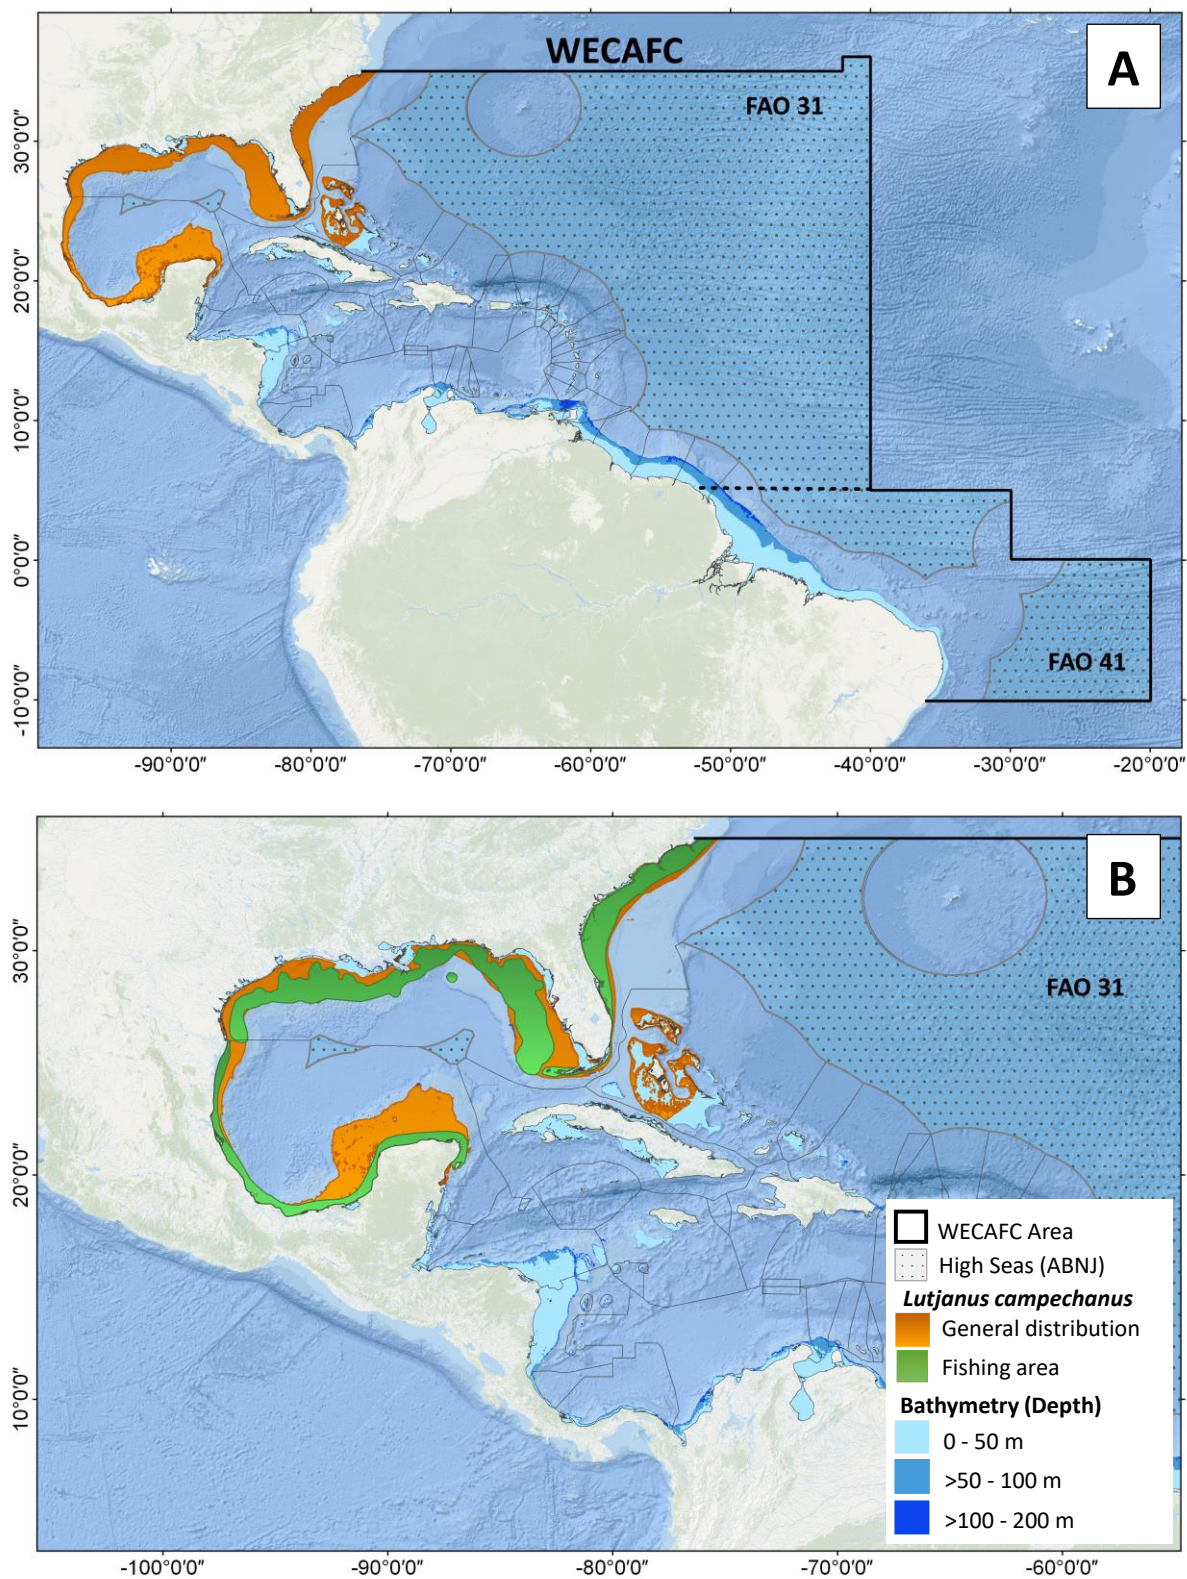 WECAFC
A
FAO 31
FAO 41
30°0'0"
20°0'0"
10°0'0"
0°0'0"
-10°0'0"
-90°0'0"
-80°0'0"
-70°0'0"
-60°0'0"
-50°0'0"
-40°0'0"
-30°0'0"
-20°0'0"
B
FAO 31
30°0'0"
20°0'0"
10°0'0"
WECAFC Area
High Seas (ABNJ)
Lutjanus campechanus
General distribution
Fishing area
Bathymetry (Depth)
0 - 50 m
>50 - 100 m
>100 - 200 m
-100°0'0"
-90°0'0"
-80°0'0"
-70°0'0"
-60°0'0"